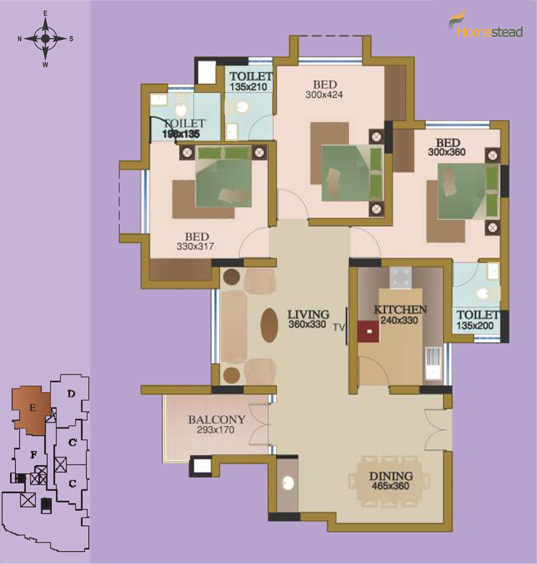 E
N
S
W
Homestead
TOILET
135x210
BED
300x424
TOILET
BED
300x360
BED
330x317
LIVING
360x330
TV
KITCHEN
240x330
TOILET
135x200
BALCONY
293x170
DINING
465x360
D
E
C
F
C